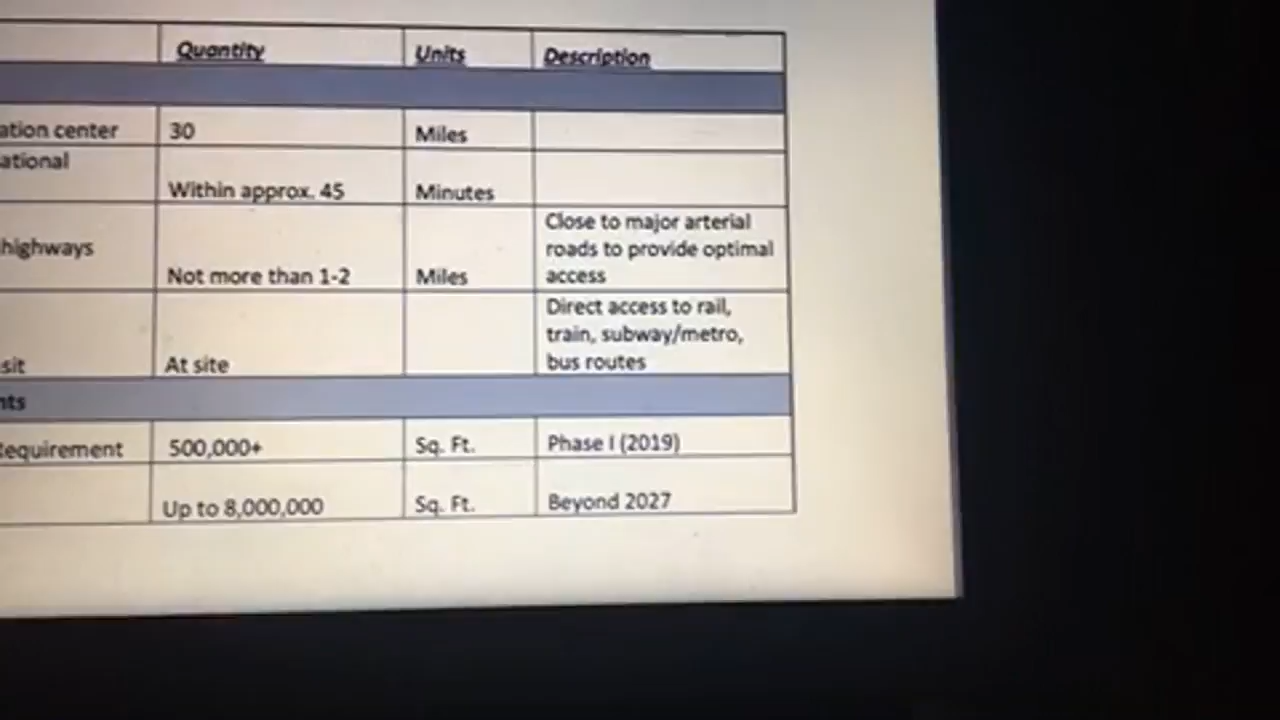 Quantity Units Description
ation center 30 Miles
ational
Within approx. 45 Minutes
Close to major arterial
highways roads to provide optimal
Not more than 1-2 Miles access
Direct access to rail,
train, subway/metro,
sit At site bus routes
nts
Requirement 500,000+ Sq. Ft. Phase I (2019)
Up to 8,000,000 Sq. Ft. Beyond 2027